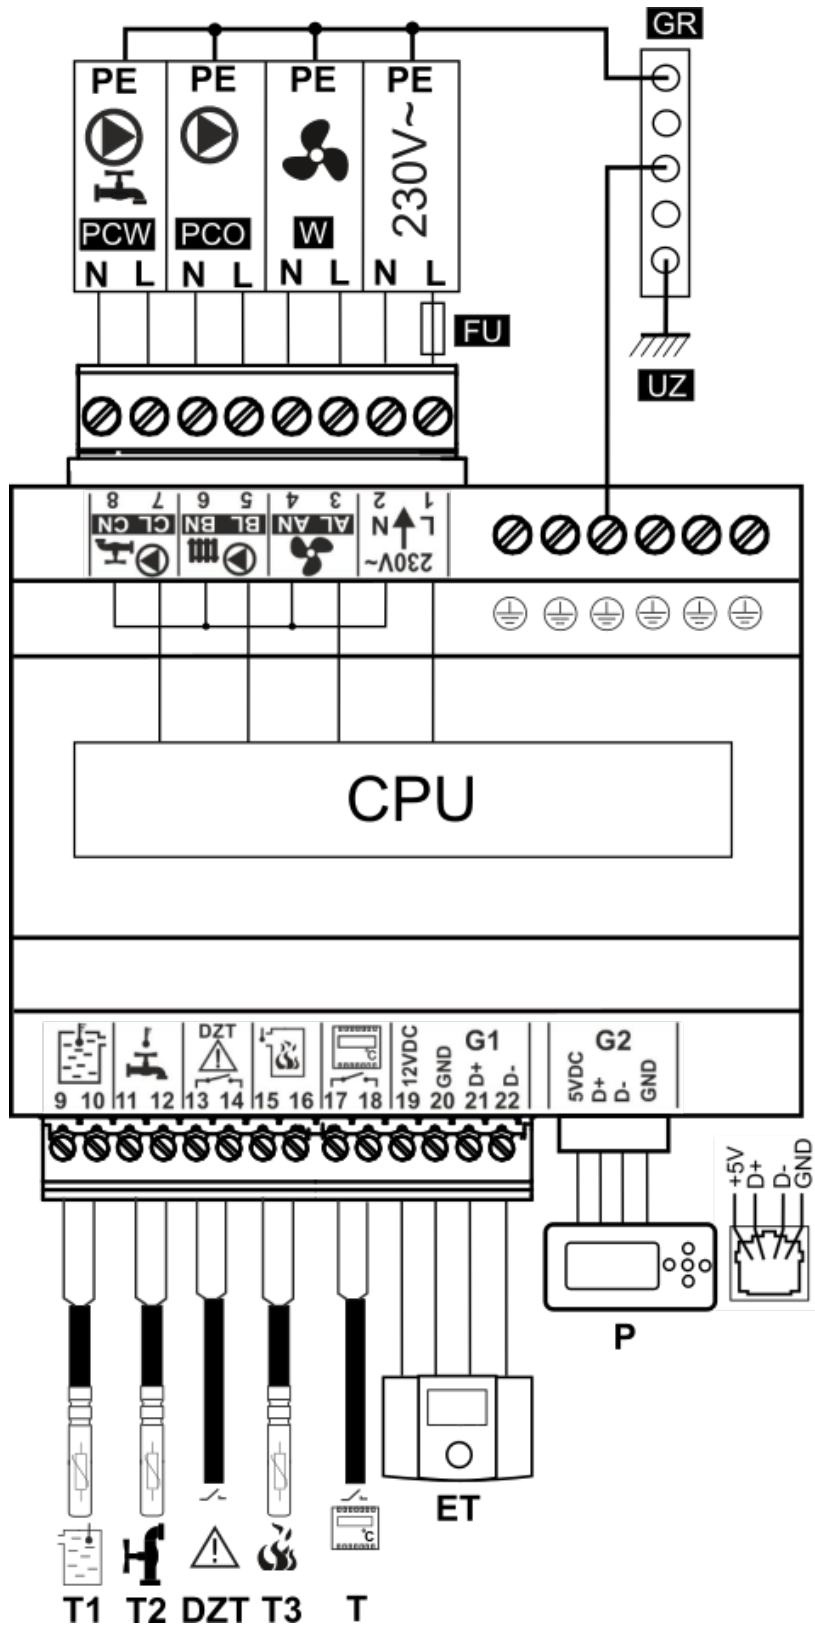 GR
PE PE PE PE
230V~
PCW PCO W
N L N L N L N L
FU
UZ
8 7 6 5 4 3 2 1
CN CL BN BL AN AL N L
230V~
CPU
DZT 12VDC GND G1 D+ D- G2 5VDC D+ D- GND
°C
9 10 11 12 13 14 15 16 17 18 19 20 21 22
+5V D+ D- GND
P
ET
°C
T1 T2 DZT T3 T